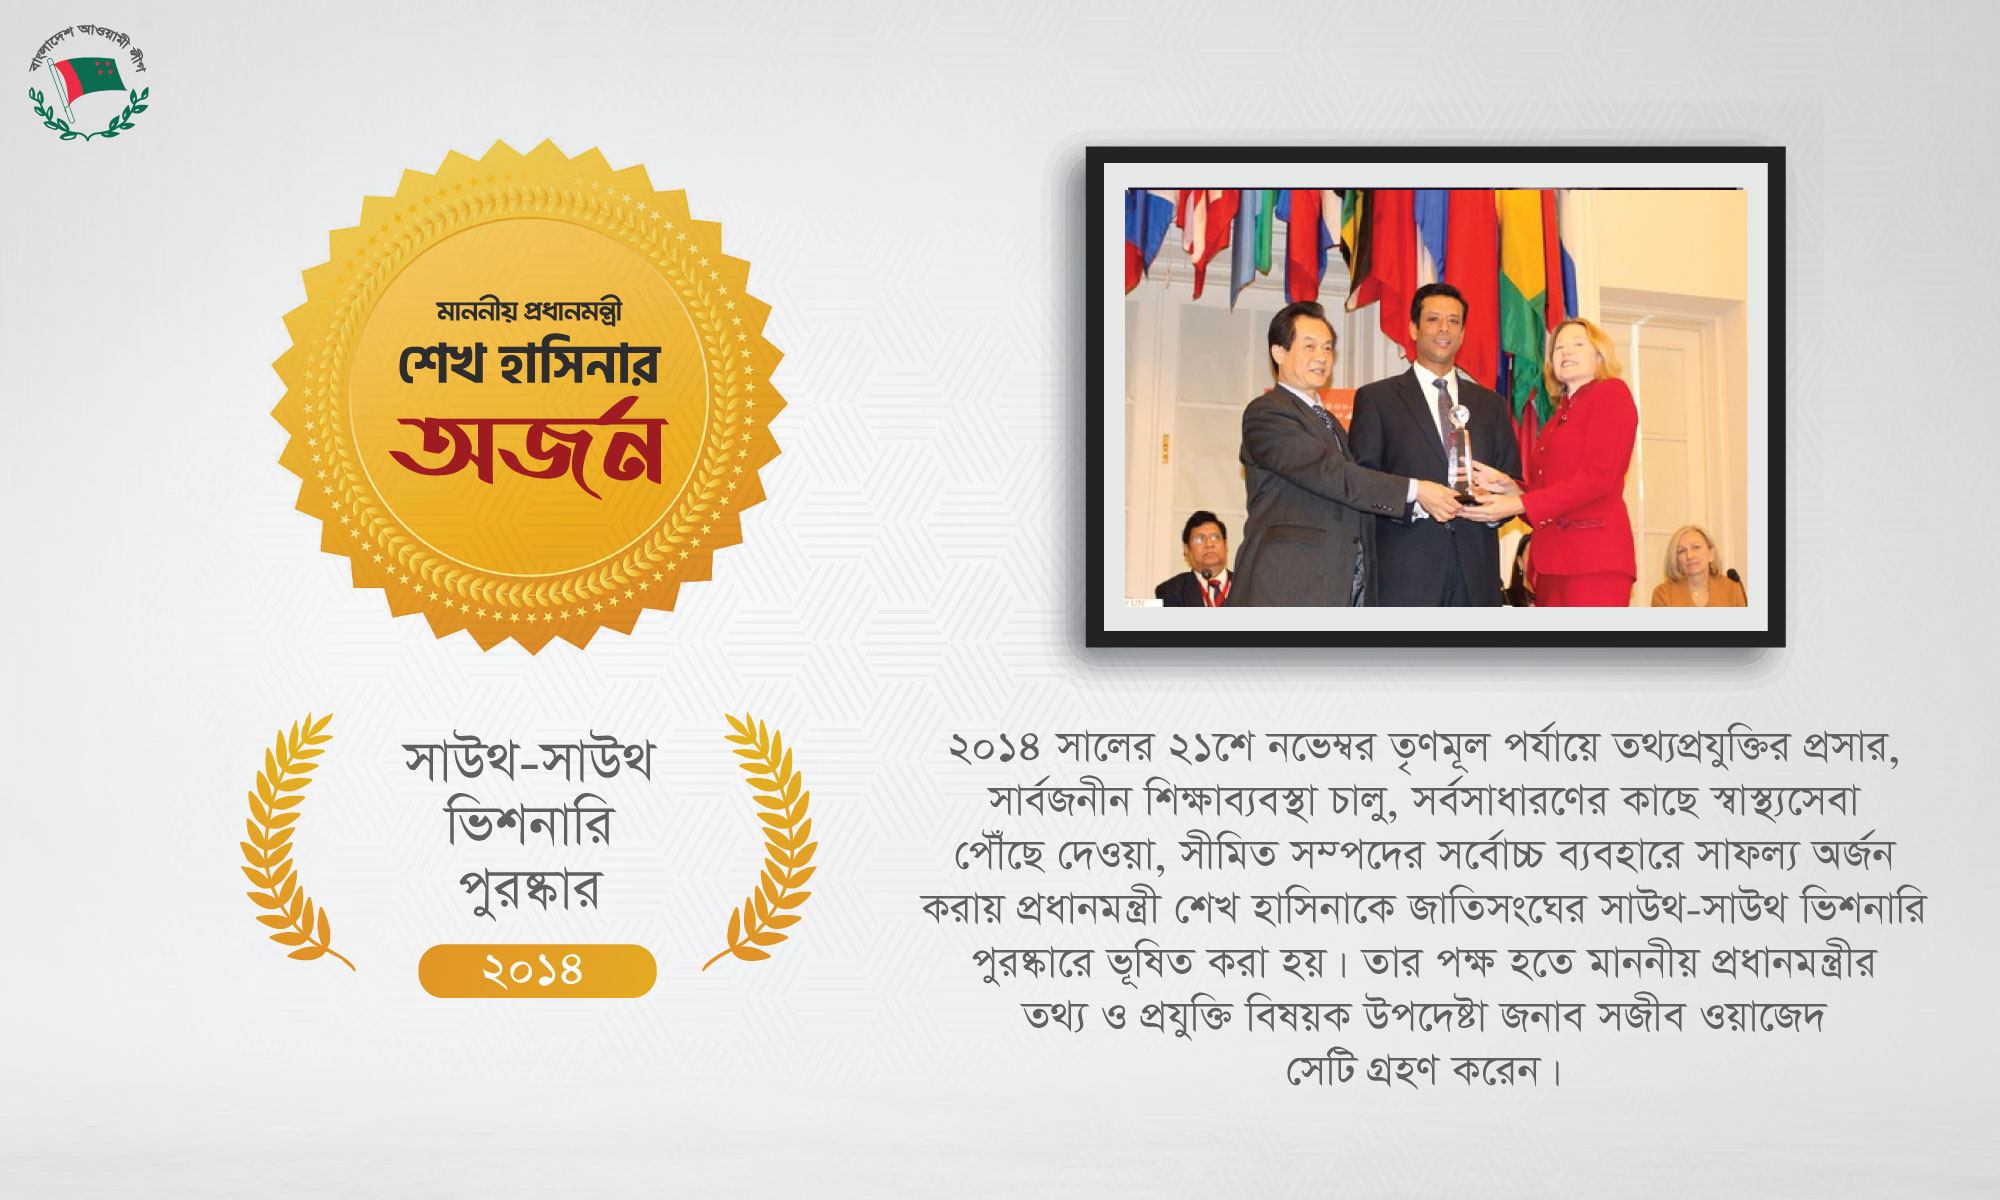 বাংলাদেশ আওয়ামী লীগ
মাননীয় প্রধানমন্ত্রী
শেখ হাসিনার
অর্জন
সাউথ-সাউথ
ভিশনারি
পুরষ্কার
২০১৪
২০১৪ সালের ২১শে নভেম্বর তৃণমূল পর্যায়ে তথ্যপ্রযুক্তির প্রসার,
সার্বজনীন শিক্ষাব্যবস্থা চালু, সর্বসাধারণের কাছে স্বাস্থ্যসেবা
পৌঁছে দেওয়া, সীমিত সম্পদের সর্বোচ্চ ব্যবহারে সাফল্য অর্জন
করায় প্রধানমন্ত্রী শেখ হাসিনাকে জাতিসংঘের সাউথ-সাউথ ভিশনারি
পুরষ্কারে ভূষিত করা হয়। তার পক্ষ হতে মাননীয় প্রধানমন্ত্রীর
তথ্য ও প্রযুক্তি বিষয়ক উপদেষ্টা জনাব সজীব ওয়াজেদ
সেটি গ্রহণ করেন।